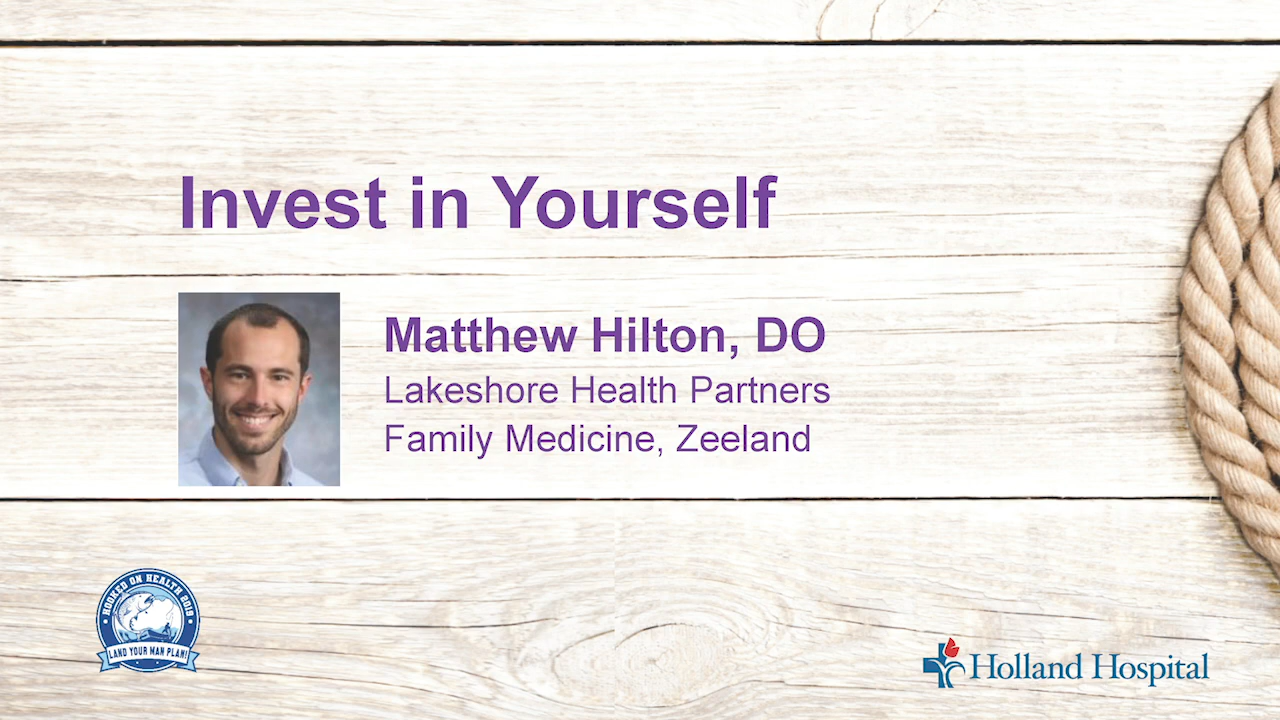 Invest in Yourself
Matthew Hilton, DO
Lakeshore Health Partners
Family Medicine, Zeeland
HOOKED ON HEALTH 2019
LAND YOUR MAN PLAN!
Holland Hospital